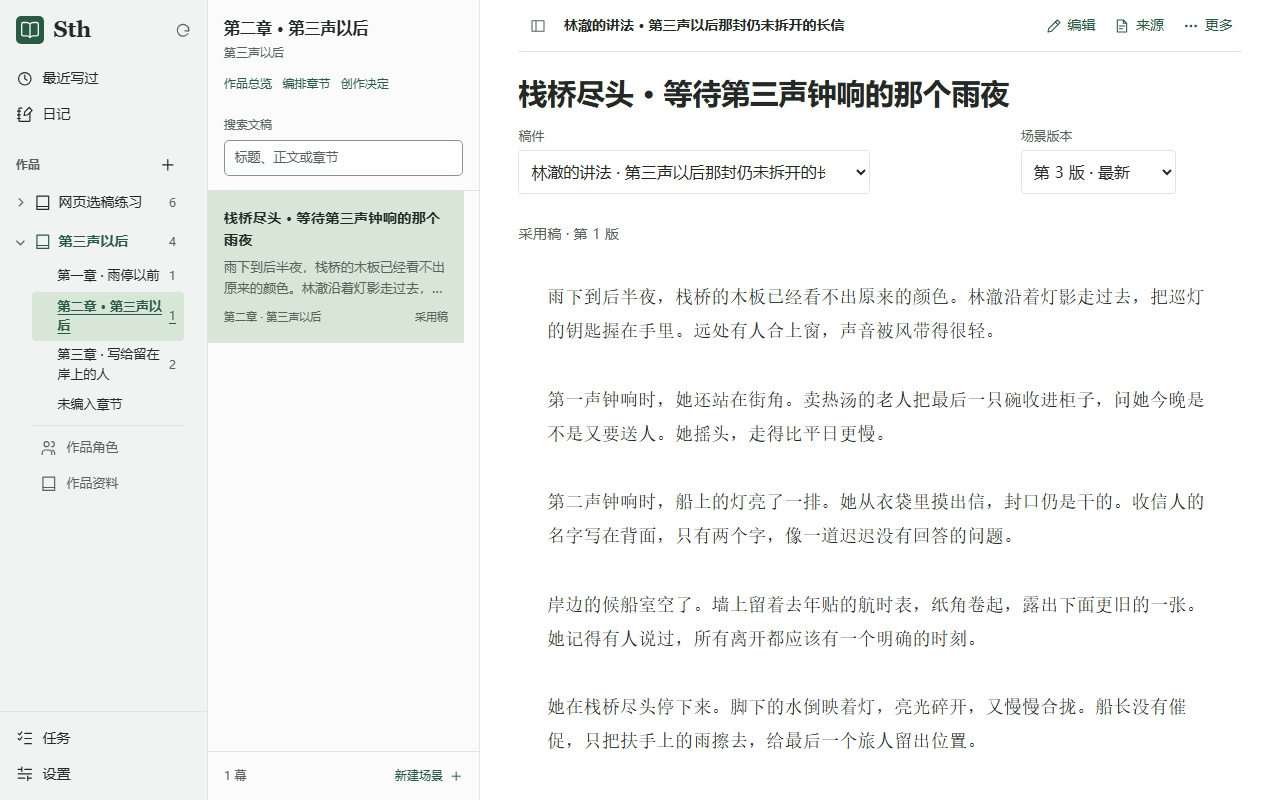 Sth
最近写过
日记
作品
网页选稿练习 6
第三声以后 4
第一章 · 雨停以前 1
第二章 · 第三声以
后 1
第三章 · 写给留在
岸上的人 2
未编入章节
作品角色
作品资料
任务
设置
第二章 · 第三声以后
第三声以后
作品总览 编排章节 创作决定
搜索文稿
标题、正文或章节
栈桥尽头 · 等待第三声钟响的那个
雨夜
雨下到后半夜，栈桥的木板已经看不出
原来的颜色。林澈沿着灯影走过去，...
第二章 · 第三声以后 采用稿
1 幕 新建场景
林澈的讲法 · 第三声以后那封仍未拆开的长信
编辑 来源 更多
栈桥尽头 · 等待第三声钟响的那个雨夜
稿件 场景版本
林澈的讲法 · 第三声以后那封仍未拆开的 第 3 版 · 最新
采用稿 · 第 1 版
雨下到后半夜，栈桥的木板已经看不出原来的颜色。林澈沿着灯影走过去，把巡灯
的钥匙握在手里。远处有人合上窗，声音被风带得很轻。
第一声钟响时，她还站在街角。卖热汤的老人把最后一只碗收进柜子，问她今晚是
不是又要送人。她摇头，走得比平日更慢。
第二声钟响时，船上的灯亮了一排。她从衣袋里摸出信，封口仍是干的。收信人的
名字写在背面，只有两个字，像一道迟迟没有回答的问题。
岸边的候船室空了。墙上留着去年贴的航时表，纸角卷起，露出下面更旧的一张。
她记得有人说过，所有离开都应该有一个明确的时刻。
她在栈桥尽头停下来。脚下的水倒映着灯，亮光碎开，又慢慢合拢。船长没有催
促，只把扶手上的雨擦去，给最后一个旅人留出位置。